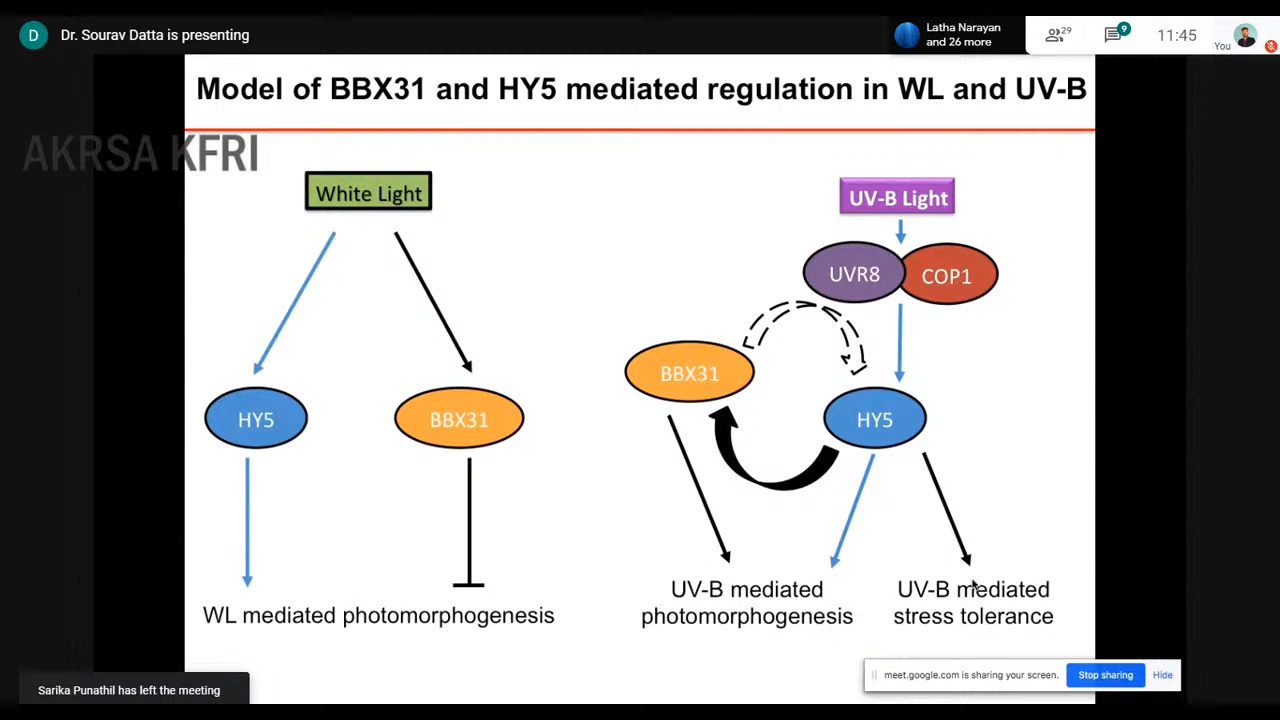 D
Dr. Sourav Datta is presenting
Latha Narayan
and 26 more
29
9
11:45
You
Model of BBX31 and HY5 mediated regulation in WL and UV-B
AKRSA KFRI
White Light
UV-B Light
UVR8
COP1
BBX31
HY5
BBX31
HY5
UV-B mediated
photomorphogenesis
UV-B mediated
stress tolerance
WL mediated photomorphogenesis
meet.google.com is sharing your screen.
Stop sharing
Hide
Sarika Punathil has left the meeting